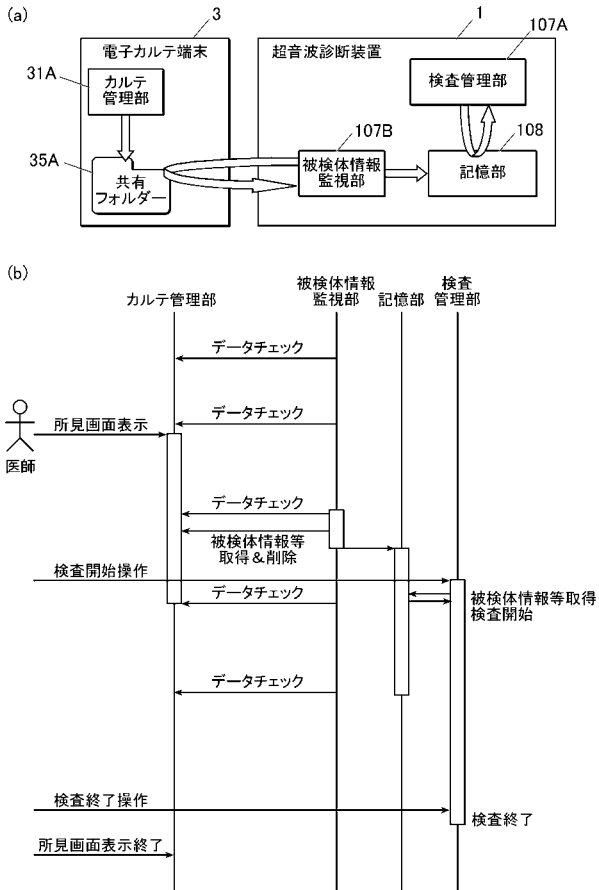 (a)
3
1
107A
電子カルテ端末
超音波診断装置
31A
カルテ
管理部
検査管理部
107B
108
35A
共有
フォルダー
被検体情報
監視部
記憶部
(b)
カルテ管理部
被検体情報
監視部
記憶部
検査
管理部
データチェック
データチェック
所見画面表示
医師
データチェック
被検体情報等
取得&削除
検査開始操作
データチェック
被検体情報等取得
検査開始
データチェック
検査終了操作
検査終了
所見画面表示終了